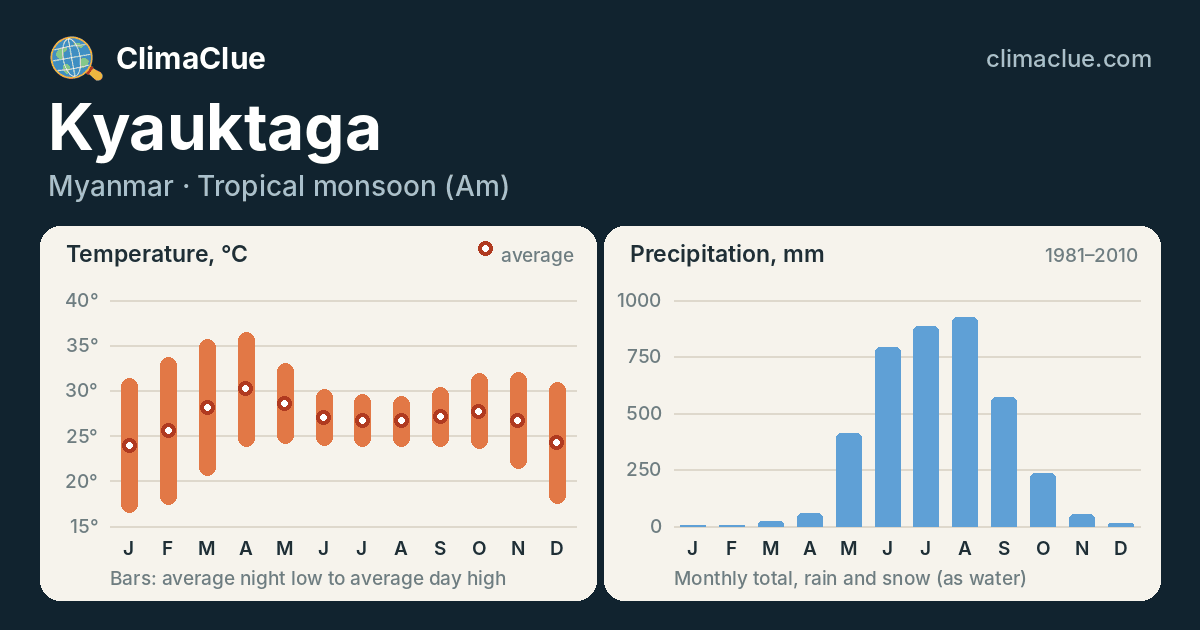 ClimaClue
climaclue.com
Kyauktaga
Myanmar · Tropical monsoon (Am)
Temperature, °C
average
40°
35°
30°
25°
20°
15°
J F M A M J J A S O N D
Bars: average night low to average day high
Precipitation, mm
1981–2010
1000
750
500
250
0
J F M A M J J A S O N D
Monthly total, rain and snow (as water)